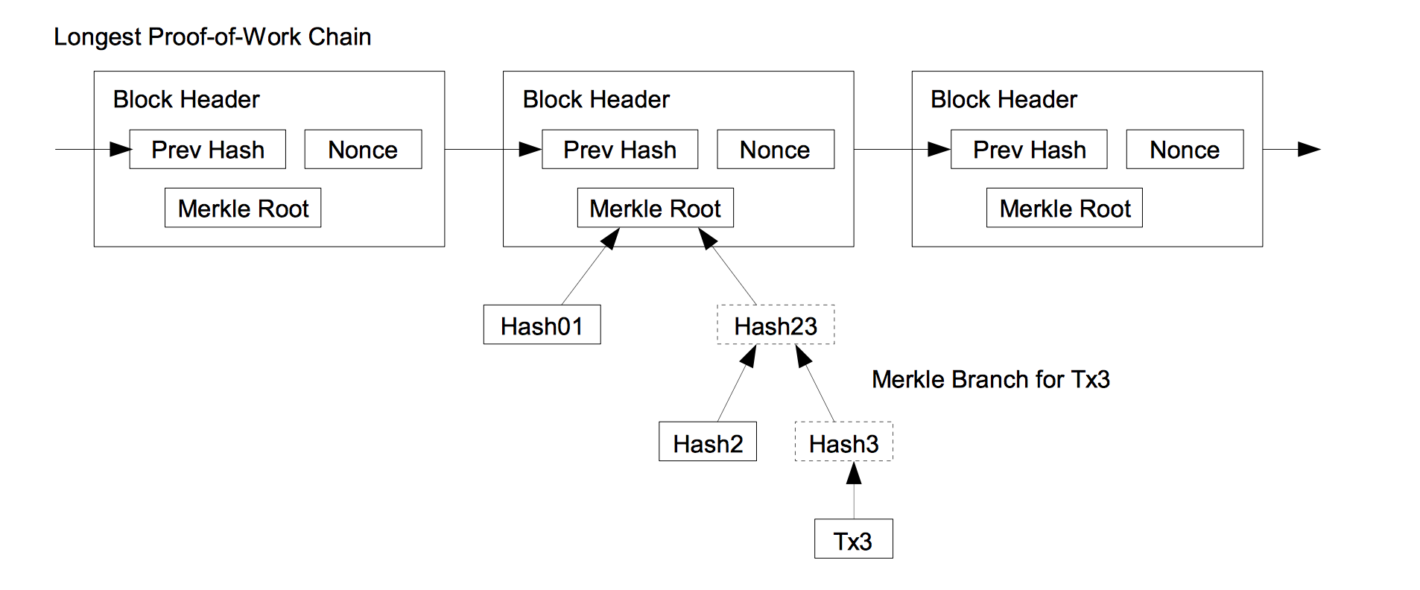 Longest Proof-of-Work Chain
Block Header
Block Header
Block Header
Prev Hash
Nonce
Prev Hash
Nonce
Prev Hash
Nonce
Merkle Root
Merkle Root
Merkle Root
Hash01
Hash23
Merkle Branch for Tx3
Hash2
Hash3
Tx3